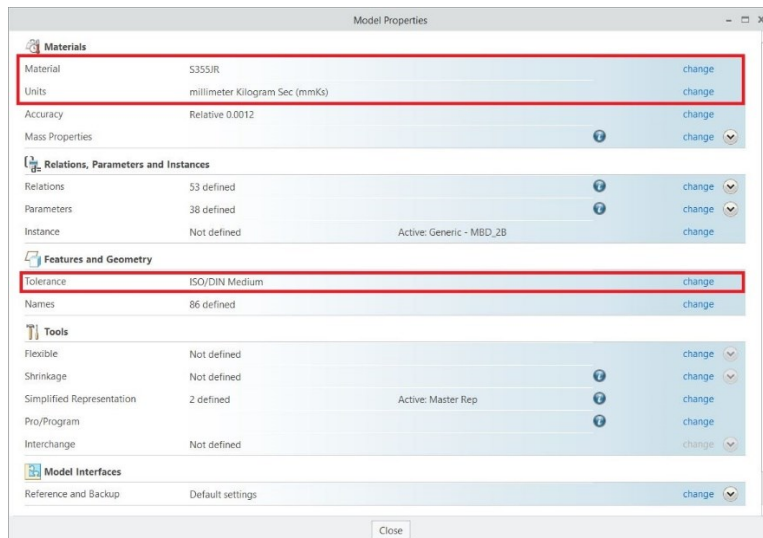 Model Properties
Materials
Material S355JR change
Units millimeter Kilogram Sec (mmKs) change
Accuracy Relative 0.0012 change
Mass Properties change
Relations, Parameters and Instances
Relations 53 defined change
Parameters 38 defined change
Instance Not defined Active: Generic - MBD_2B change
Features and Geometry
Tolerance ISO/DIN Medium change
Names 86 defined change
Tools
Flexible Not defined change
Shrinkage Not defined change
Simplified Representation 2 defined Active: Master Rep change
Pro/Program change
Interchange Not defined change
Model Interfaces
Reference and Backup Default settings change
Close